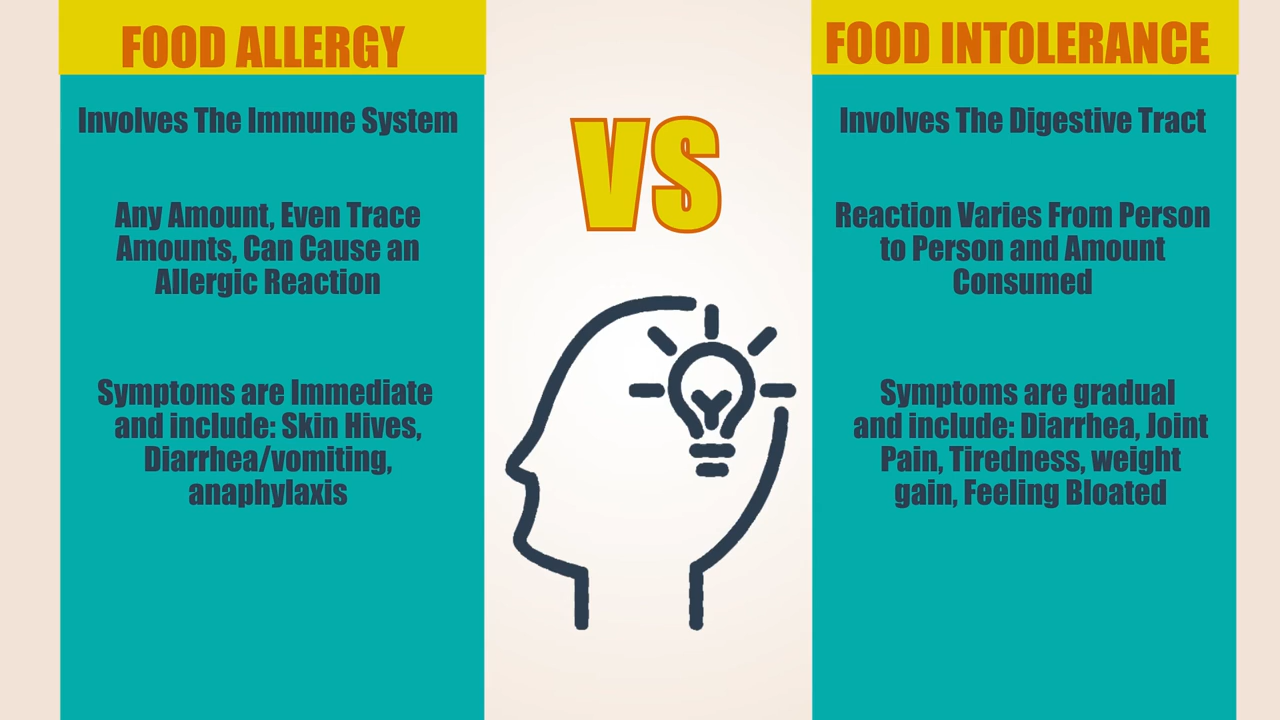 FOOD ALLERGY
Involves The Immune System
Any Amount, Even Trace
Amounts, Can Cause an
Allergic Reaction
Symptoms are Immediate
and include: Skin Hives,
Diarrhea/vomiting,
anaphylaxis
VS
FOOD INTOLERANCE
Involves The Digestive Tract
Reaction Varies From Person
to Person and Amount
Consumed
Symptoms are gradual
and include: Diarrhea, Joint
Pain, Tiredness, weight
gain, Feeling Bloated